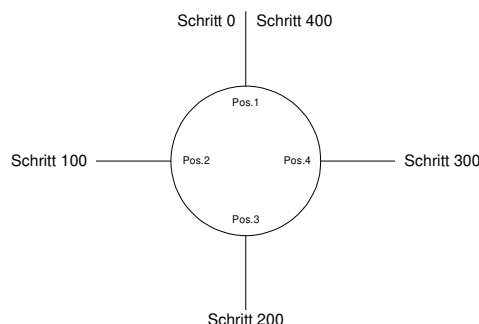 Schritt 0 Schritt 400
Pos.1
Schritt 100 Pos.2 Pos.4 Schritt 300
Pos.3
Schritt 200